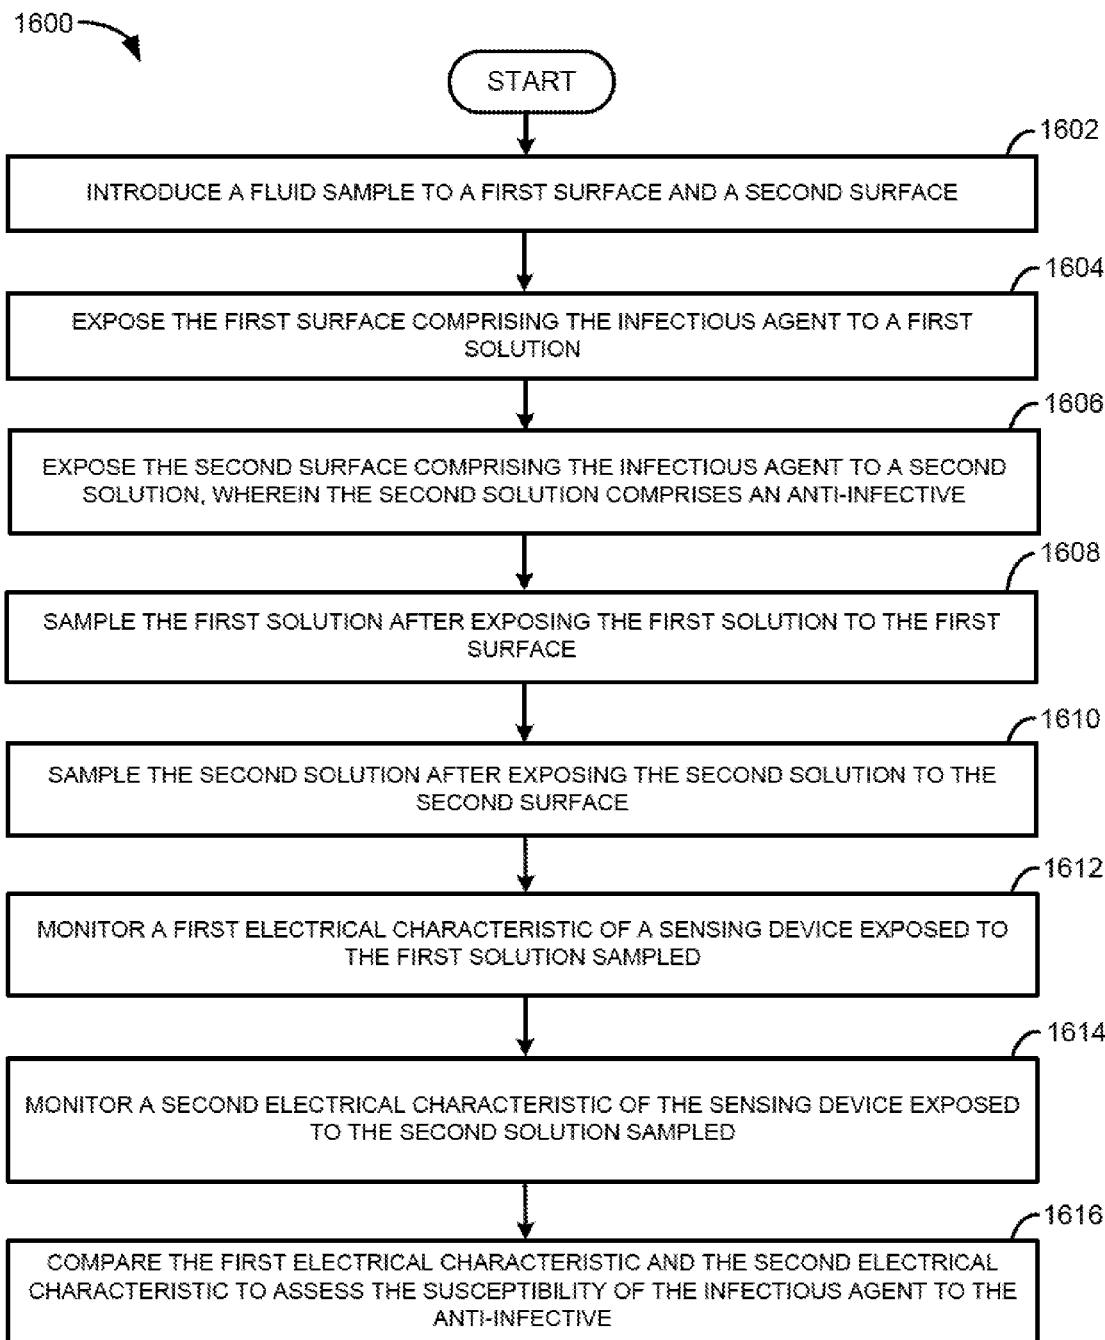 1600
START
1602
INTRODUCE A FLUID SAMPLE TO A FIRST SURFACE AND A SECOND SURFACE
1604
EXPOSE THE FIRST SURFACE COMPRISING THE INFECTIOUS AGENT TO A FIRST
SOLUTION
1606
EXPOSE THE SECOND SURFACE COMPRISING THE INFECTIOUS AGENT TO A SECOND
SOLUTION, WHEREIN THE SECOND SOLUTION COMPRISES AN ANTI-INFECTIVE
1608
SAMPLE THE FIRST SOLUTION AFTER EXPOSING THE FIRST SOLUTION TO THE FIRST
SURFACE
1610
SAMPLE THE SECOND SOLUTION AFTER EXPOSING THE SECOND SOLUTION TO THE
SECOND SURFACE
1612
MONITOR A FIRST ELECTRICAL CHARACTERISTIC OF A SENSING DEVICE EXPOSED TO
THE FIRST SOLUTION SAMPLED
1614
MONITOR A SECOND ELECTRICAL CHARACTERISTIC OF THE SENSING DEVICE EXPOSED
TO THE SECOND SOLUTION SAMPLED
1616
COMPARE THE FIRST ELECTRICAL CHARACTERISTIC AND THE SECOND ELECTRICAL
CHARACTERISTIC TO ASSESS THE SUSCEPTIBILITY OF THE INFECTIOUS AGENT TO THE
ANTI-INFECTIVE